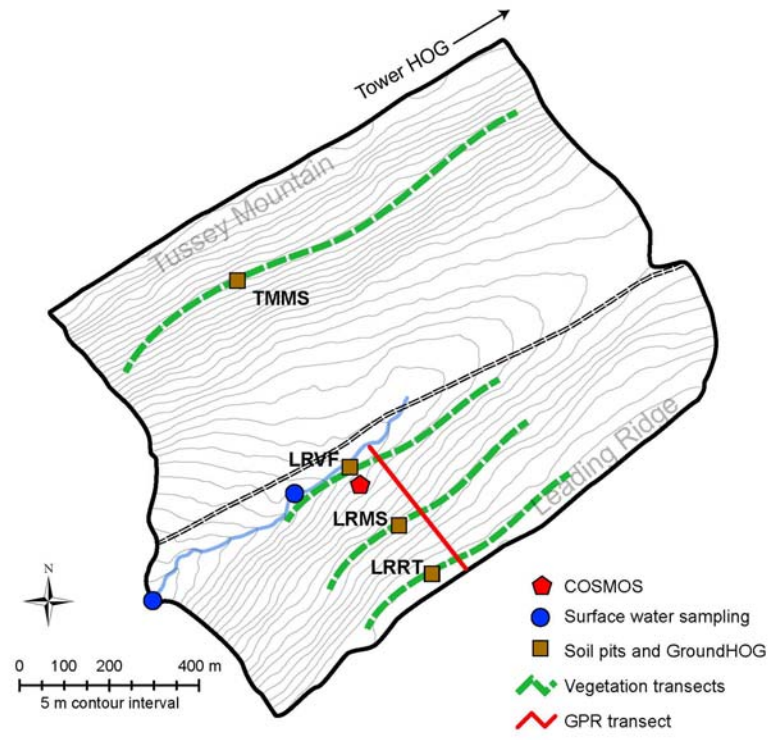 Tower HOG
Tussey Mountain
TMMS
LRVF
Leading Ridge
LRMS
LRRT
N
0 100 200 400 m
5 m contour interval
COSMOS
Surface water sampling
Soil pits and GroundHOG
Vegetation transects
GPR transect